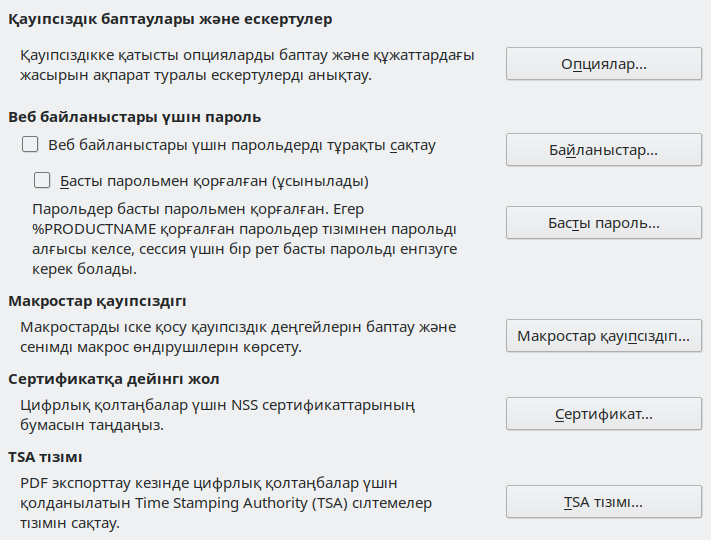 Қауіпсіздік баптаулары және ескертулер
Қауіпсіздікке қатысты опцияларды баптау және құжаттардағы
жасырын ақпарат туралы ескертулерді анықтау.
Опциялар...
Веб байланыстары үшін пароль
Веб байланыстары үшін парольдерді тұрақты сақтау
Байланыстар...
Басты парольмен қорғалған (ұсынылады)
Парольдер басты парольмен қорғалған. Егер
%PRODUCTNAME қорғалған парольдер тізімінен парольді
алғысы келсе, сессия үшін бір рет басты парольді енгізуге
керек болады.
Басты пароль...
Макростар қауіпсіздігі
Макростарды іске қосу қауіпсіздік деңгейлерін баптау және
сенімді макрос өндірушілерін көрсету.
Макростар қауіпсіздігі...
Сертификатқа дейінгі жол
Цифрлық қолтаңбалар үшін NSS сертификаттарының
бумасын таңдаңыз.
Сертификат...
TSA тізімі
PDF экспорттау кезінде цифрлық қолтаңбалар үшін
қолданылатын Time Stamping Authority (TSA) сілтемелер
тізімін сақтау.
TSA тізімі...